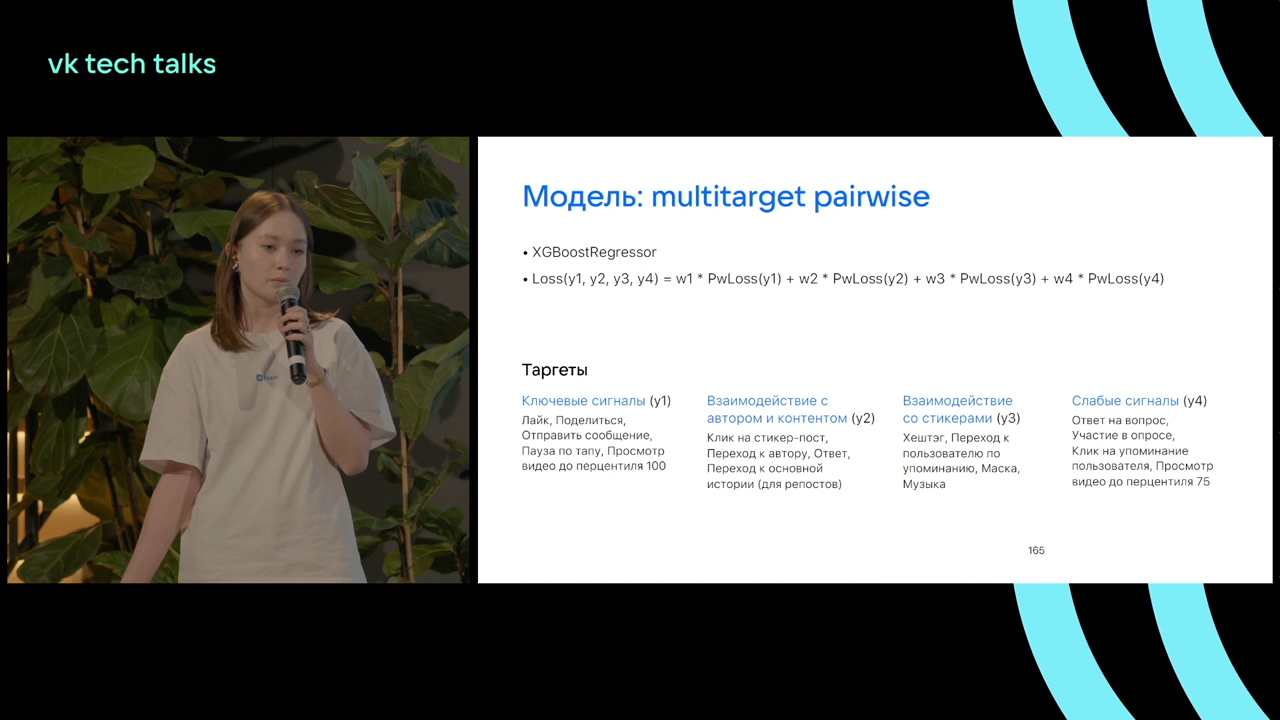 vk tech talks
Модель: multitarget pairwise
• XGBoostRegressor
• Loss(y1, y2, y3, y4) = w1 * PwLoss(y1) + w2 * PwLoss(y2) + w3 * PwLoss(y3) + w4 * PwLoss(y4)
Таргеты
Ключевые сигналы (y1)
Лайк, Поделиться,
Отправить сообщение,
Пауза по тапу, Просмотр
видео до перцентиля 100
Взаимодействие с
автором и контентом (y2)
Клик на стикер-пост,
Переход к автору, Ответ,
Переход к основной
истории (для репостов)
Взаимодействие
со стикерами (y3)
Хештэг, Переход к
пользователю по
упоминанию, Маска,
Музыка
Слабые сигналы (y4)
Ответ на вопрос,
Участие в опросе,
Клик на упоминание
пользователя, Просмотр
видео до перцентиля 75
165